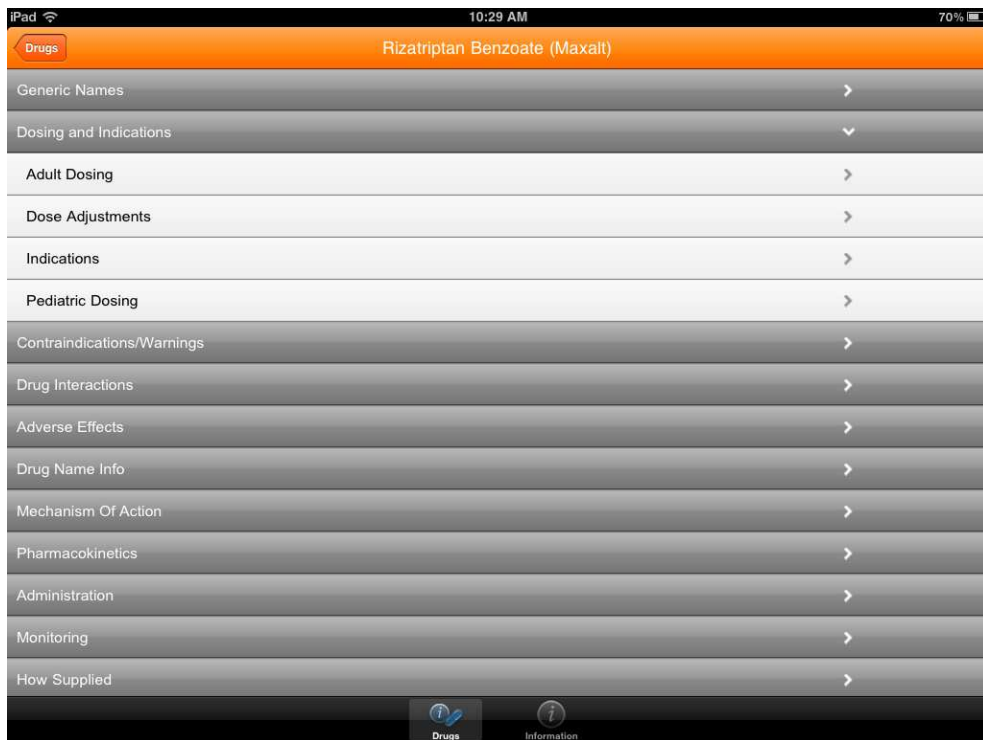 iPad 10:29 AM 70%
Drugs Rizatriptan Benzoate (Maxalt)
Generic Names
Dosing and Indications
Adult Dosing
Dose Adjustments
Indications
Pediatric Dosing
Contraindications/Warnings
Drug Interactions
Adverse Effects
Drug Name Info
Mechanism Of Action
Pharmacokinetics
Administration
Monitoring
How Supplied
Drugs Information